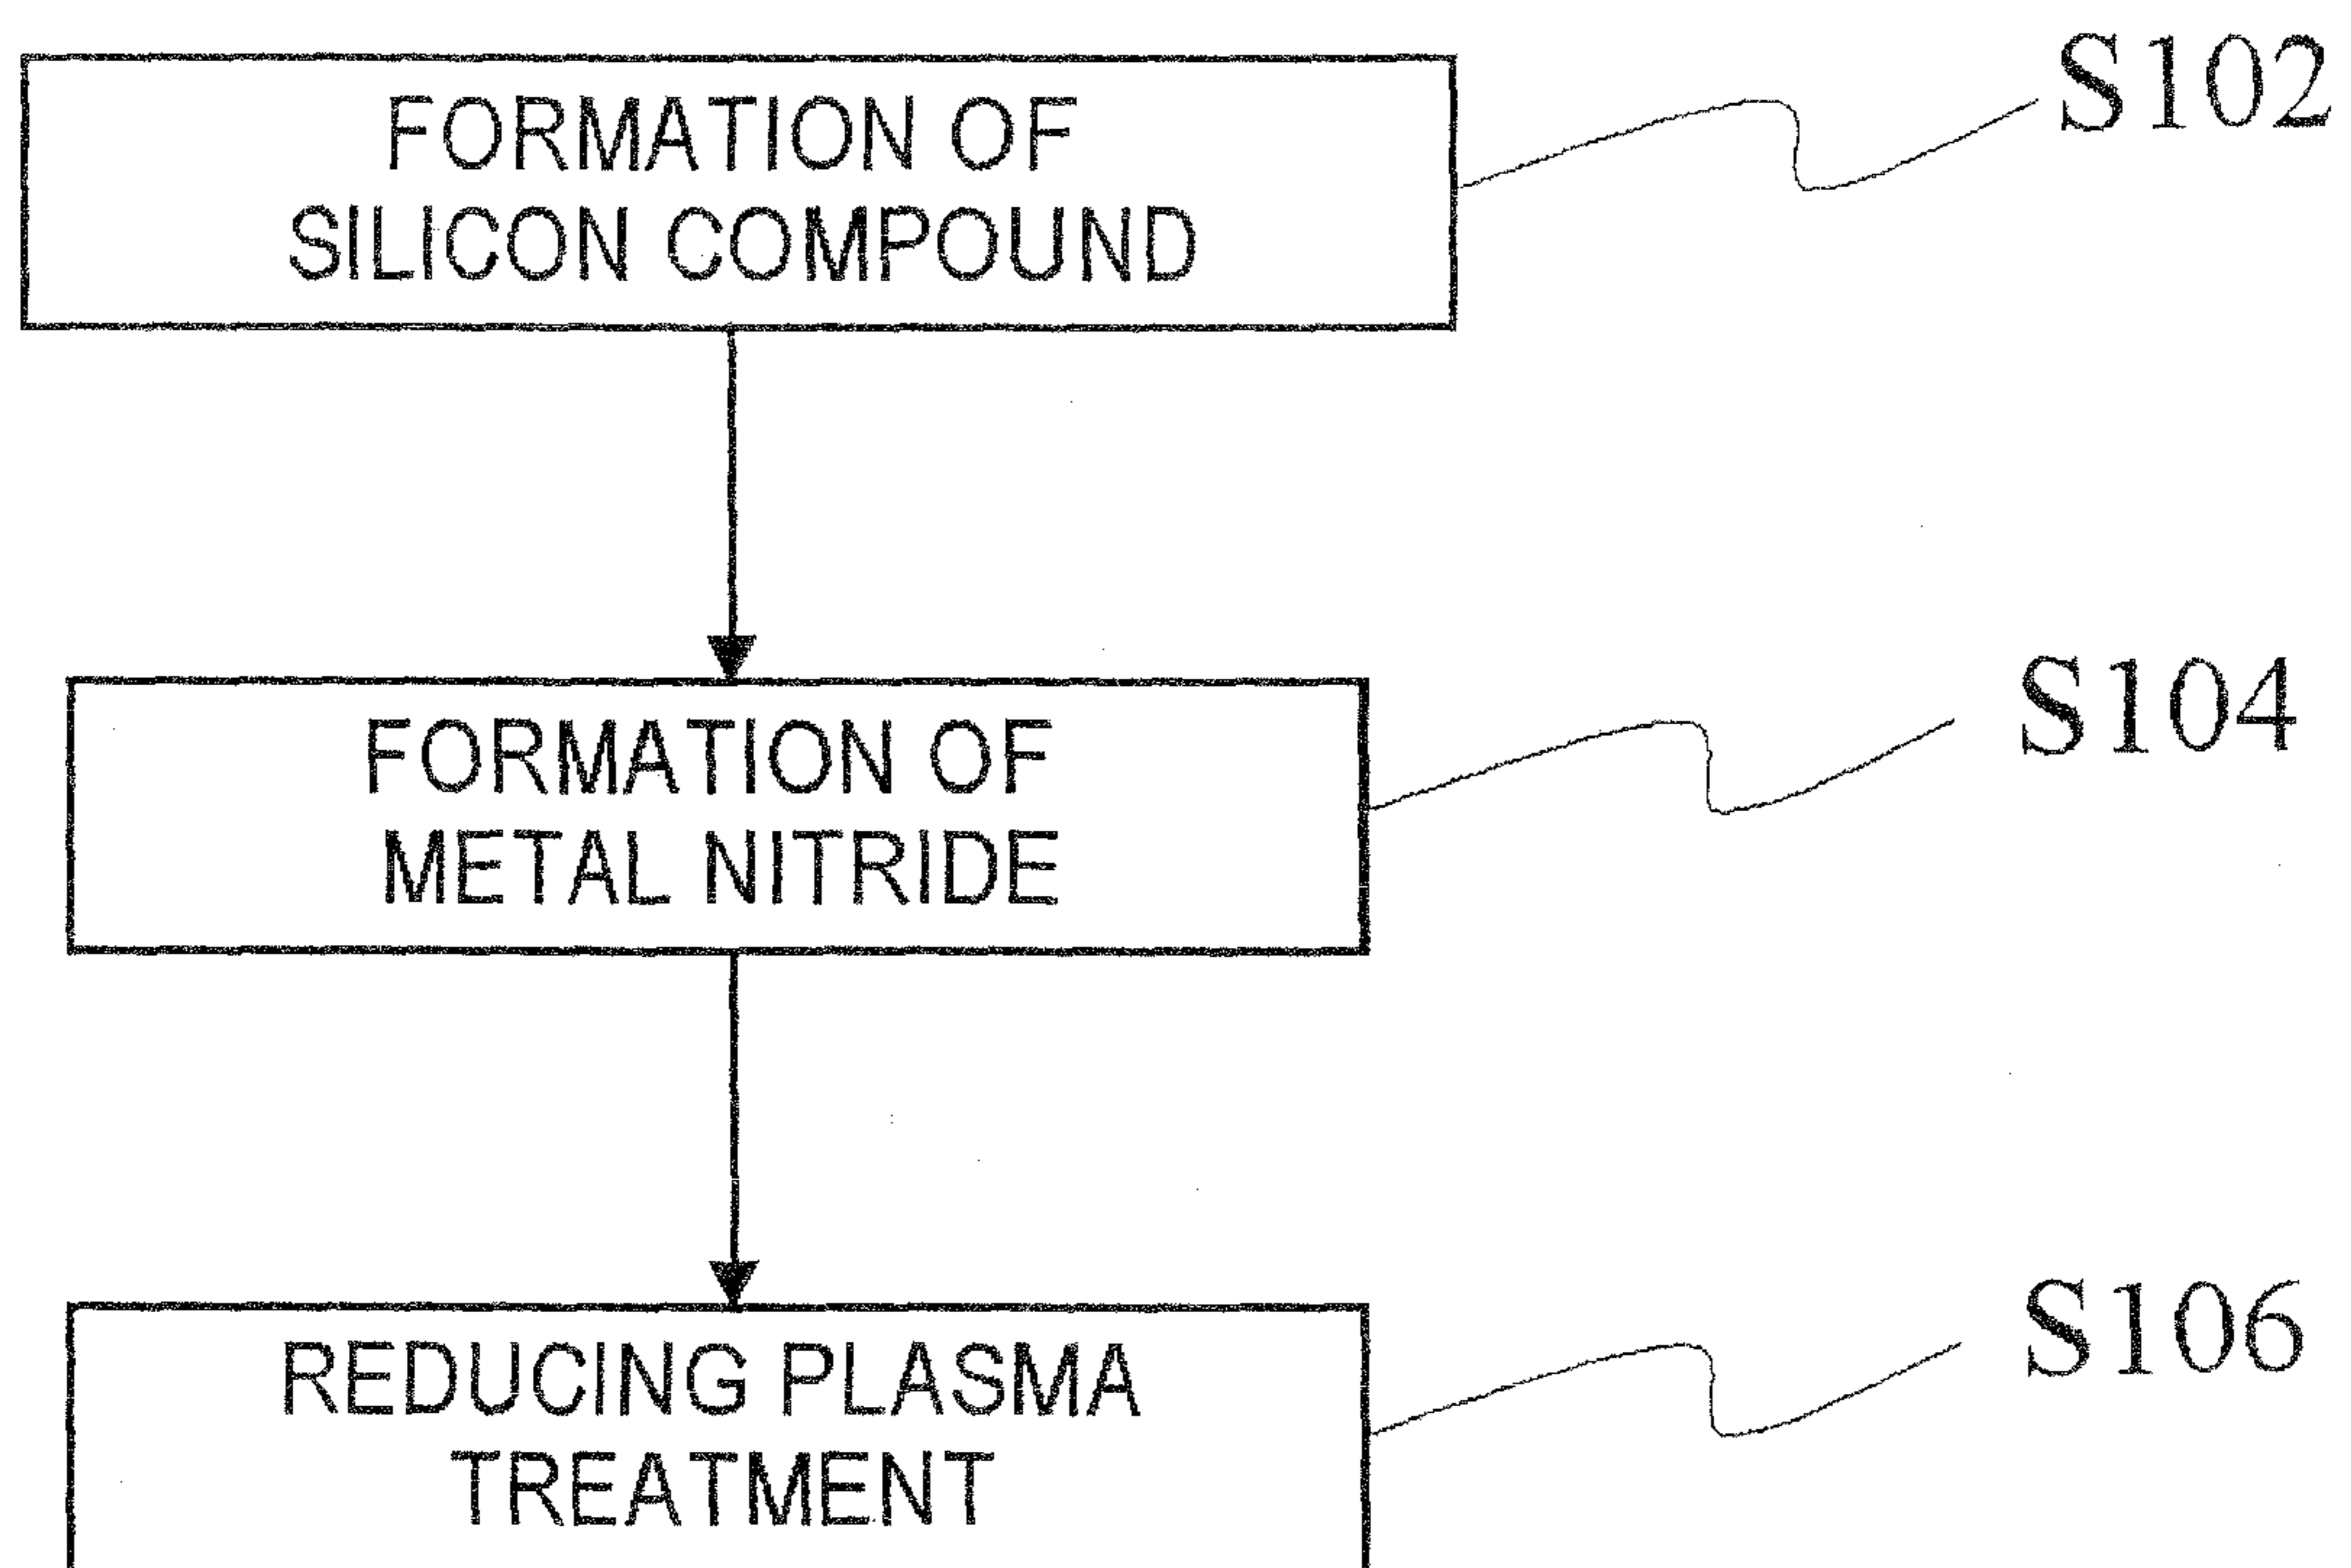 FORMATION OF
SILICON COMPOUND
S102
FORMATION OF
METAL NITRIDE
S104
REDUCING PLASMA
TREATMENT
S106